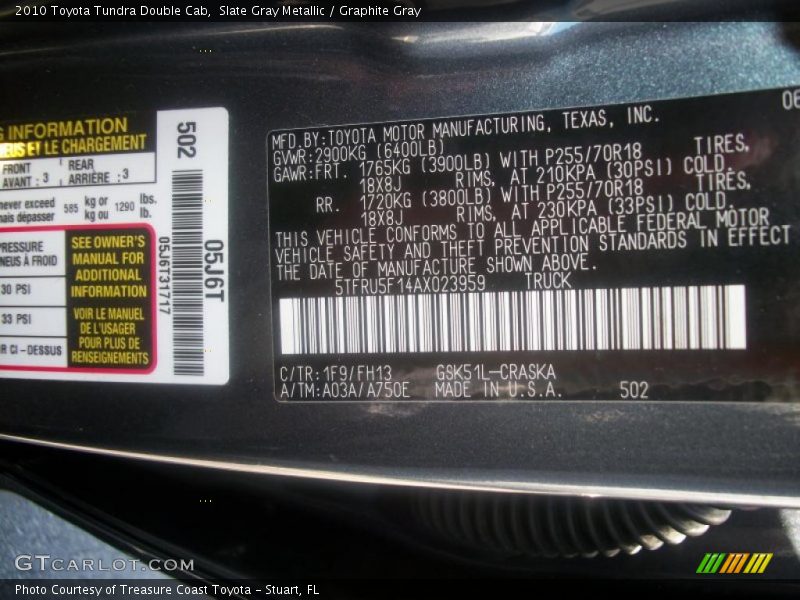 2010 Toyota Tundra Double Cab, Slate Gray Metallic / Graphite Gray
INFORMATION
LE CHARGEMENT
FRONT
AVANT : 3
REAR
ARRIÈRE : 3
never exceed
mais dépasser
585 kg or
kg ou
1290 lbs.
lb.
PRESSURE
PNEUS À FROID
30 PSI
33 PSI
CI-DESSUS
SEE OWNER'S
MANUAL FOR
ADDITIONAL
INFORMATION
VOIR LE MANUEL
DE L'USAGER
POUR PLUS DE
RENSEIGNEMENTS
502
05J6T31717
05J6T
06
MFD.BY:TOYOTA MOTOR MANUFACTURING, TEXAS, INC.
GVWR:2900KG (6400LB)
GAWR:FRT. 1765KG (3900LB) WITH P255/70R18 TIRES,
18X8J RIMS, AT 210KPA (30PSI) COLD.
RR. 1720KG (3800LB) WITH P255/70R18 TIRES,
18X8J RIMS, AT 230KPA (33PSI) COLD.
THIS VEHICLE CONFORMS TO ALL APPLICABLE FEDERAL MOTOR
VEHICLE SAFETY AND THEFT PREVENTION STANDARDS IN EFFECT
THE DATE OF MANUFACTURE SHOWN ABOVE.
5TFRU5F14AX023959 TRUCK
C/TR:1F9/FH13 GSK51L-CRASKA
A/TM:A03A/A750E MADE IN U.S.A. 502
GTcarlot.com
Photo Courtesy of Treasure Coast Toyota - Stuart, FL